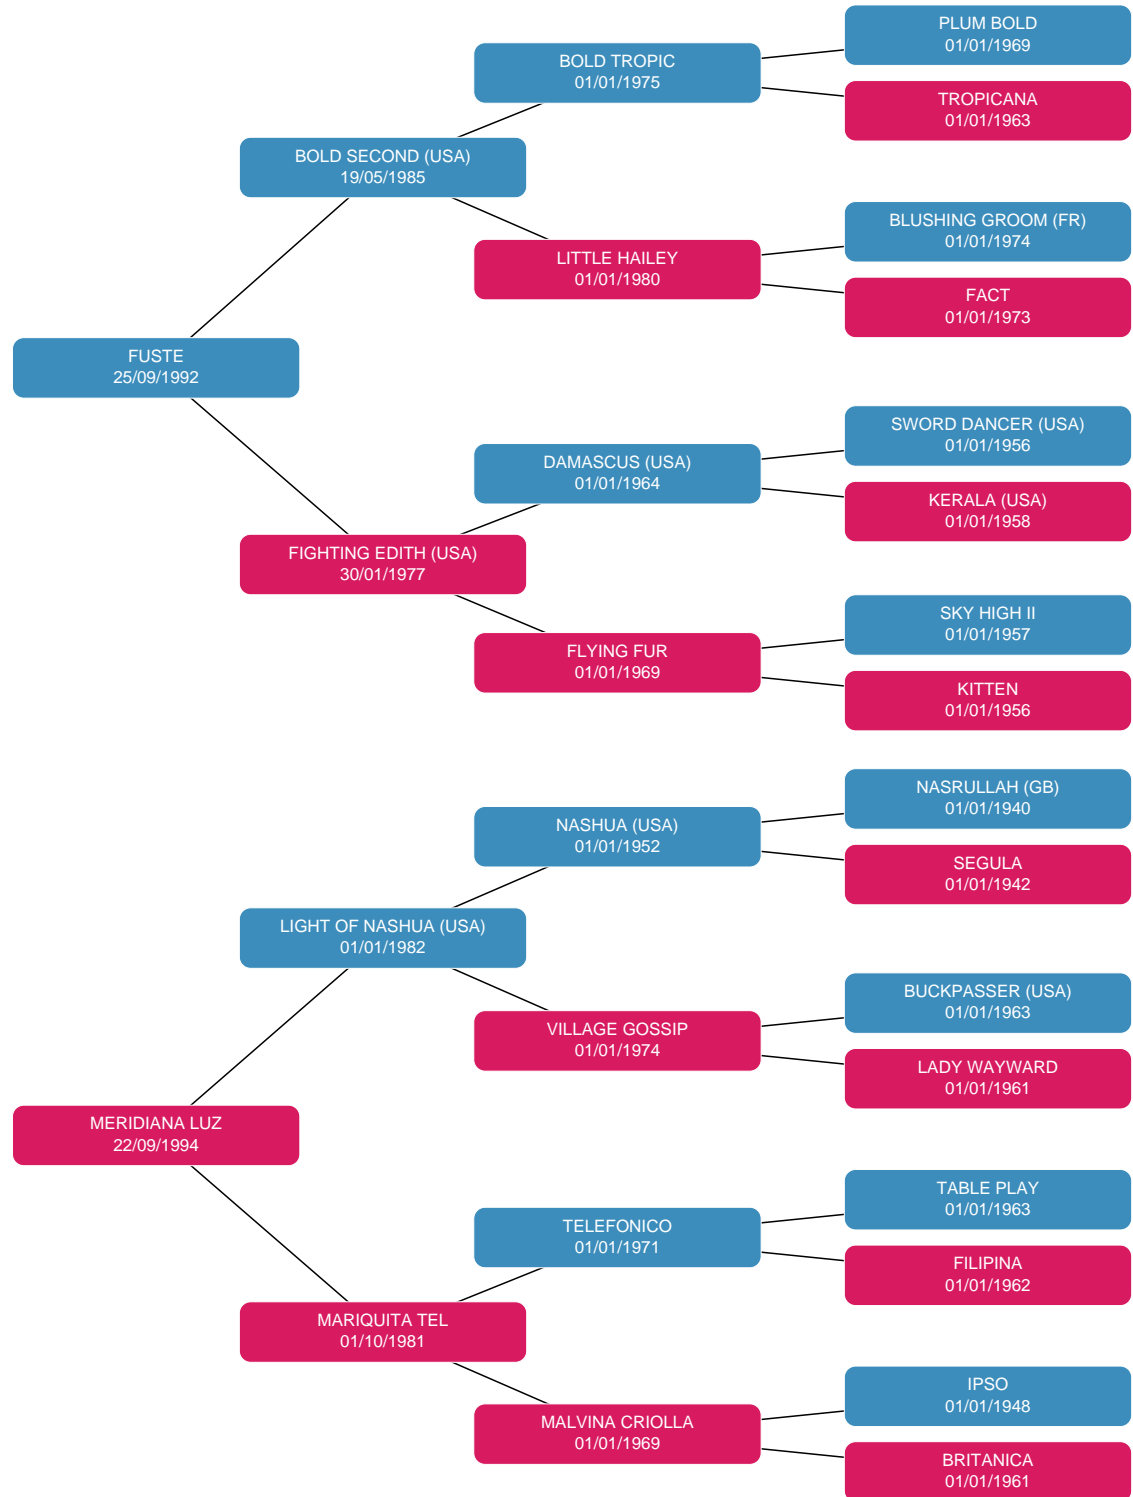 PLUM BOLD
01/01/1969
BOLD TROPIC
01/01/1975
TROPICANA
01/01/1963
BOLD SECOND (USA)
19/05/1985
BLUSHING GROOM (FR)
01/01/1974
LITTLE HAILEY
01/01/1980
FACT
01/01/1973
FUSTE
25/09/1992
SWORD DANCER (USA)
01/01/1956
DAMASCUS (USA)
01/01/1964
KERALA (USA)
01/01/1958
FIGHTING EDITH (USA)
30/01/1977
SKY HIGH II
01/01/1957
FLYING FUR
01/01/1969
KITTEN
01/01/1956
NASRULLAH (GB)
01/01/1940
NASHUA (USA)
01/01/1952
SEGULA
01/01/1942
LIGHT OF NASHUA (USA)
01/01/1982
BUCKPASSER (USA)
01/01/1963
VILLAGE GOSSIP
01/01/1974
LADY WAYWARD
01/01/1961
MERIDIANA LUZ
22/09/1994
TABLE PLAY
01/01/1963
TELEFONICO
01/01/1971
FILIPINA
01/01/1962
MARIQUITA TEL
01/10/1981
IPSO
01/01/1948
MALVINA CRIOLLA
01/01/1969
BRITANICA
01/01/1961